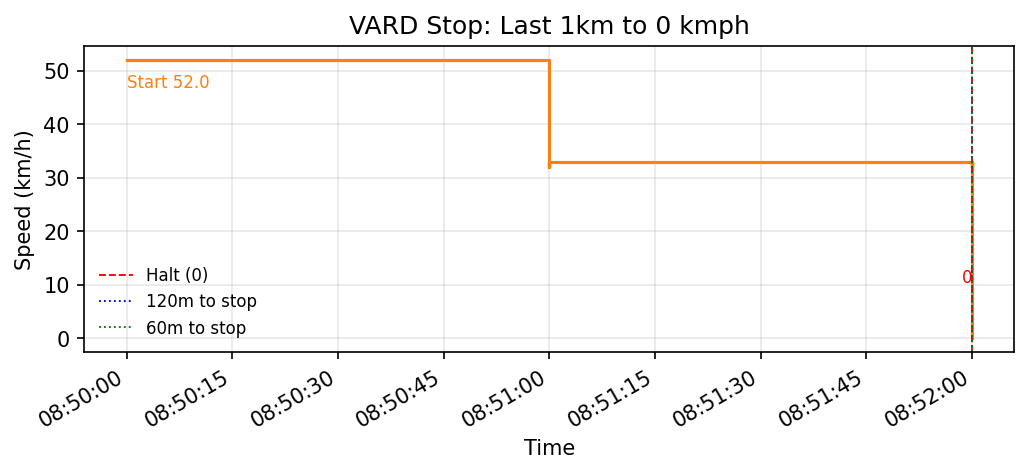 VARD Stop: Last 1km to 0 kmph
Speed (km/h)
50
40
30
20
10
0
Start 52.0
0
Halt (0)
120m to stop
60m to stop
08:50:00
08:50:15
08:50:30
08:50:45
08:51:00
08:51:15
08:51:30
08:51:45
08:52:00
Time